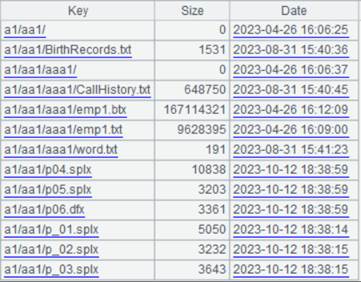 Key Size Date
a1/aa1/ 0 2023-04-26 16:06:25
a1/aa1/BirthRecords.txt 1531 2023-08-31 15:40:36
a1/aa1/aaa1/ 0 2023-04-26 16:06:37
a1/aa1/aaa1/CallHistory.txt 648750 2023-08-31 15:40:45
a1/aa1/aaa1/emp1.btx 167114321 2023-04-26 16:12:09
a1/aa1/aaa1/emp1.txt 9628395 2023-04-26 16:09:00
a1/aa1/aaa1/word.txt 191 2023-08-31 15:41:23
a1/aa1/p04.splx 10838 2023-10-12 18:38:59
a1/aa1/p05.splx 3203 2023-10-12 18:38:59
a1/aa1/p06.dfx 3361 2023-10-12 18:38:59
a1/aa1/p_01.splx 5050 2023-10-12 18:38:14
a1/aa1/p_02.splx 3232 2023-10-12 18:38:15
a1/aa1/p_03.splx 3643 2023-10-12 18:38:15